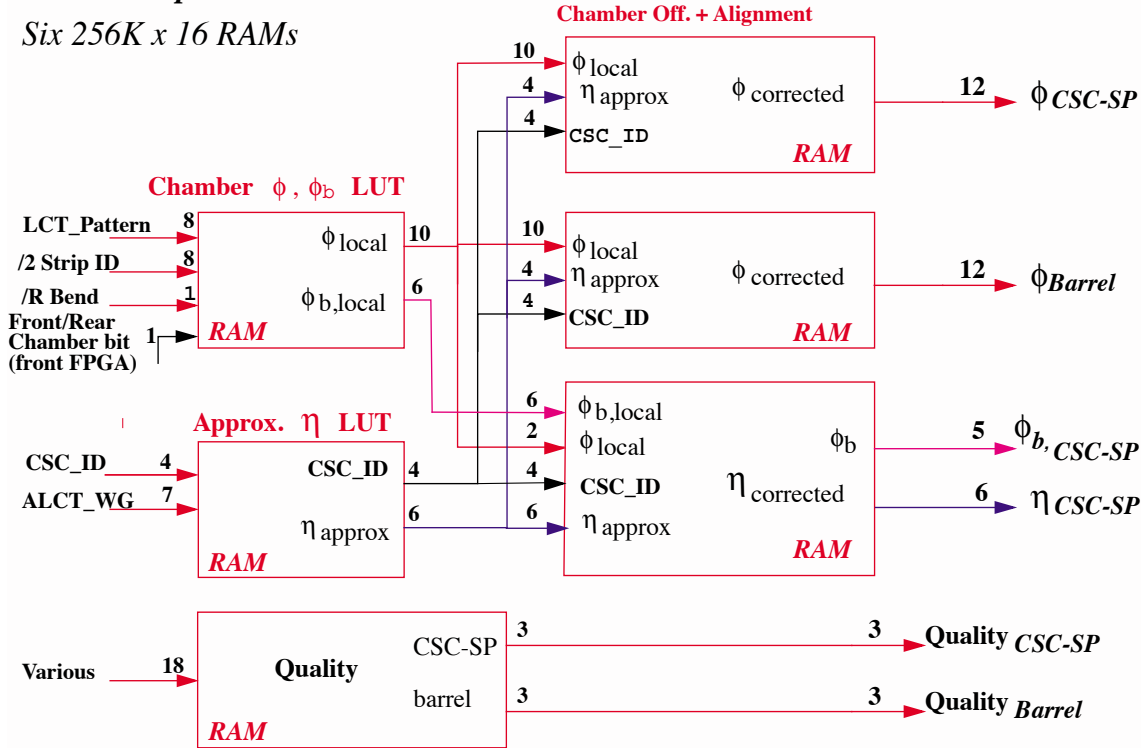 Six 256K x 16 RAMs
Chamber Off. + Alignment
10 ϕ local
4 η approx
4 CSC_ID
ϕ corrected
RAM
12 ϕ CSC-SP
Chamber ϕ, ϕb LUT
LCT_Pattern 8
/2 Strip ID 8
/R Bend 1
Front/Rear
Chamber bit 1
(front FPGA)
ϕ local 10
ϕ b,local 6
RAM
10 ϕ local
4 η approx
4 CSC_ID
ϕ corrected
RAM
12 ϕ Barrel
Approx. η LUT
CSC_ID 4
ALCT_WG 7
CSC_ID 4
η approx 6
RAM
6 ϕ b,local
2 ϕ local
4 CSC_ID
6 η approx
ϕ b
η corrected
RAM
5 ϕ b, CSC-SP
6 η CSC-SP
Various 18
Quality
CSC-SP 3
barrel 3
RAM
3 Quality CSC-SP
3 Quality Barrel